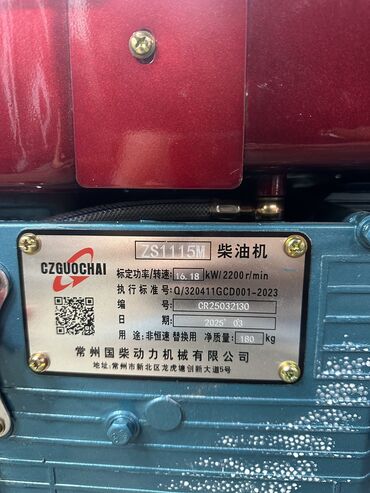 CZGUOCHAI
ZS1115M 柴油机
标定功率/转速: 16.18 kW/2200r/min
执行标准号: Q/320411GCD001-2023
编 号: GR25032130
日 期: 2025 03
用 途: 非恒速 替换用 净质量: 180 kg
常州国柴动力机械有限公司
地址:常州市新北区龙虎塘创新大道5号